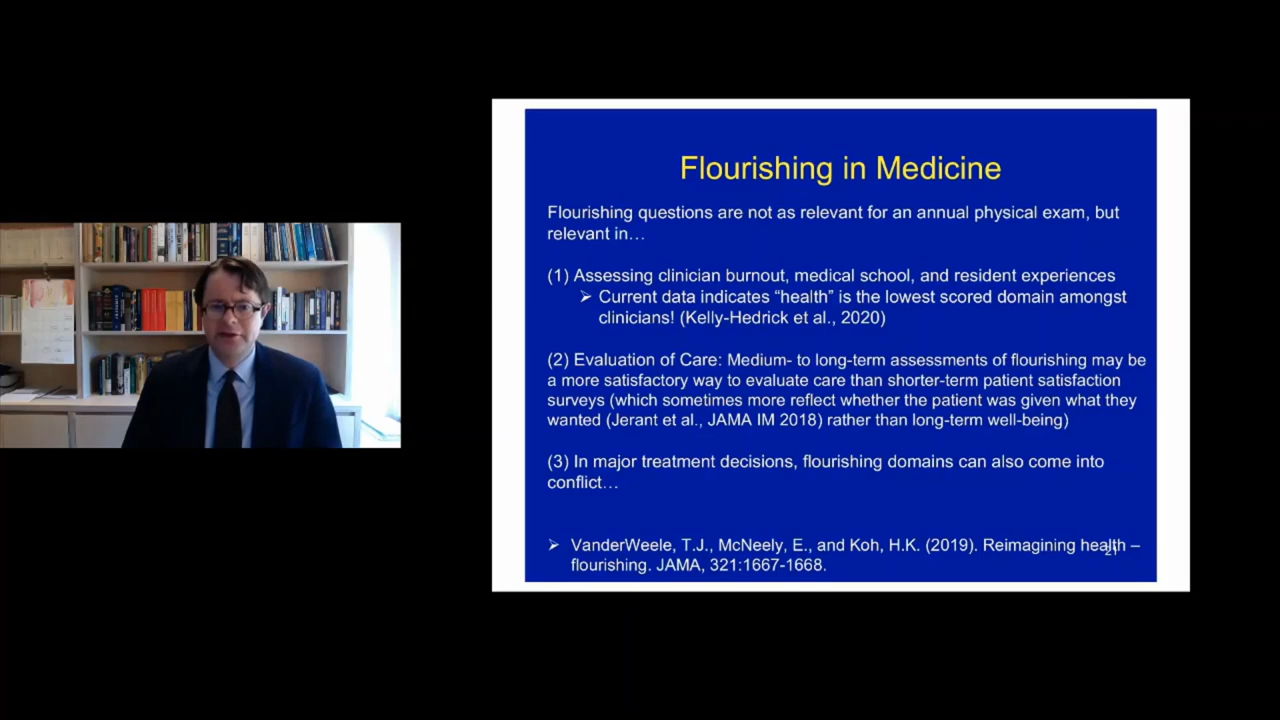 Flourishing in Medicine
Flourishing questions are not as relevant for an annual physical exam, but
relevant in…
(1) Assessing clinician burnout, medical school, and resident experiences
➢ Current data indicates “health” is the lowest scored domain amongst
clinicians! (Kelly-Hedrick et al., 2020)
(2) Evaluation of Care: Medium- to long-term assessments of flourishing may be
a more satisfactory way to evaluate care than shorter-term patient satisfaction
surveys (which sometimes more reflect whether the patient was given what they
wanted (Jerant et al., JAMA IM 2018) rather than long-term well-being)
(3) In major treatment decisions, flourishing domains can also come into
conflict…
➢ VanderWeele, T.J., McNeely, E., and Koh, H.K. (2019). Reimagining health –
flourishing. JAMA, 321:1667-1668.
21